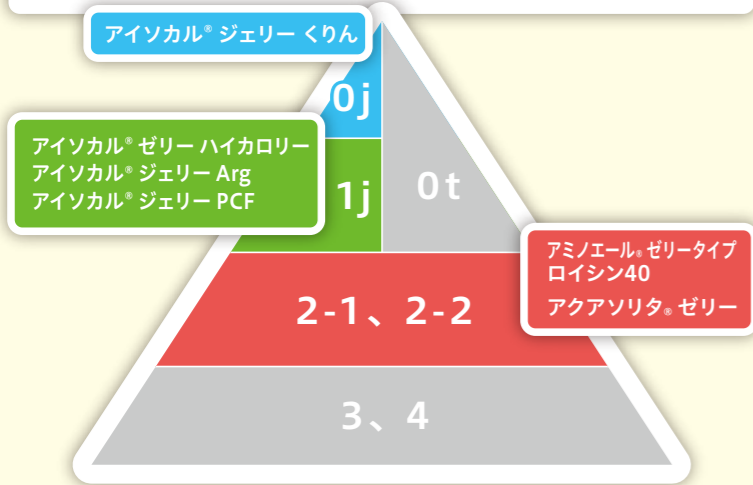 アイソカル® ジェリー くりん
0j
アイソカル® ゼリー ハイカロリー
アイソカル® ジェリー Arg
アイソカル® ジェリー PCF
1j
0t
アミノエール® ゼリータイプ
ロイシン40
アクアソリタ® ゼリー
2-1、2-2
3、4